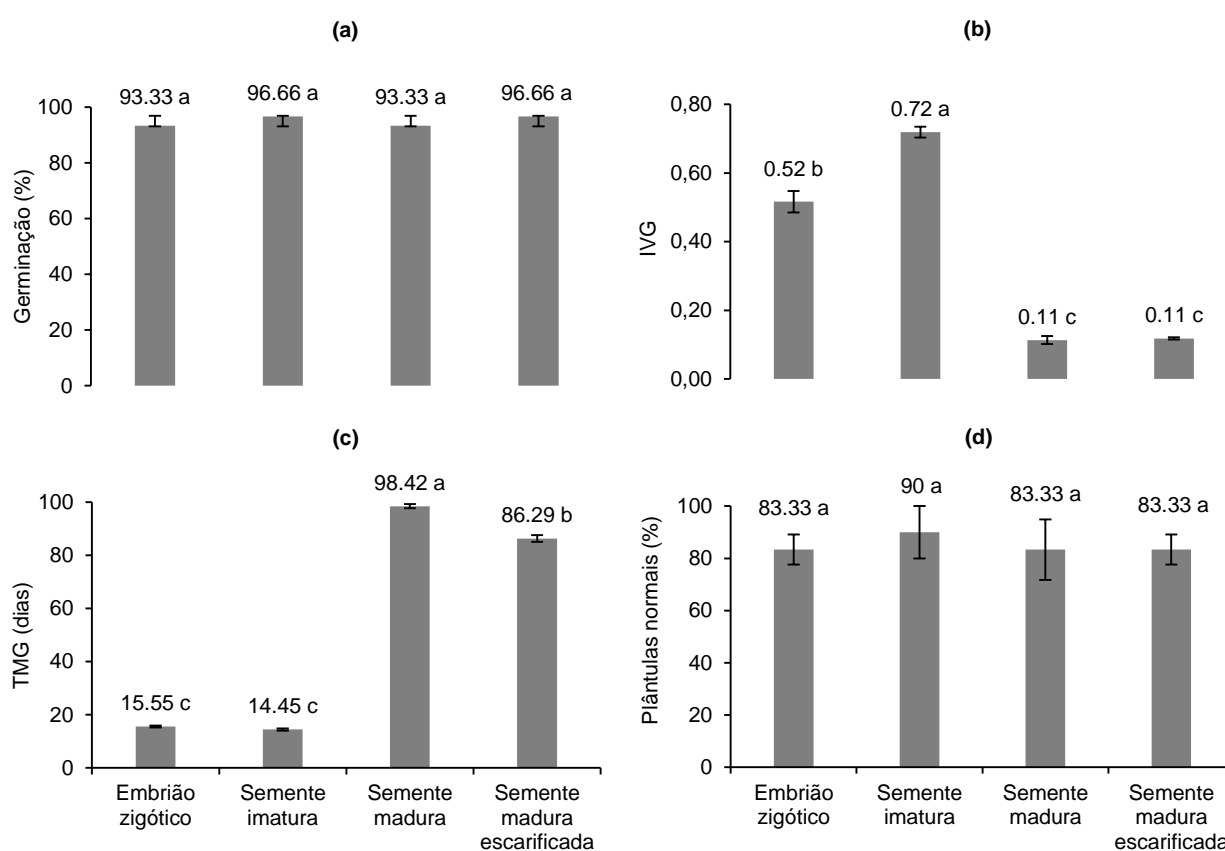 (a)
93.33 a
96.66 a
93.33 a
96.66 a
100
80
60
40
20
0
Germinação (%)
(b)
0,80
0,60
0,40
0,20
0,00
IVG
0.52 b
0.72 a
0.11 c
0.11 c
(c)
100
80
60
40
20
0
TMG (dias)
15.55 c
14.45 c
98.42 a
86.29 b
Embrião
zigótico
Semente
imatura
Semente
madura
Semente
madura
escarificada
(d)
100
80
60
40
20
0
Plântulas normais (%)
83.33 a
90 a
83.33 a
83.33 a
Embrião
zigótico
Semente
imatura
Semente
madura
Semente
madura
escarificada